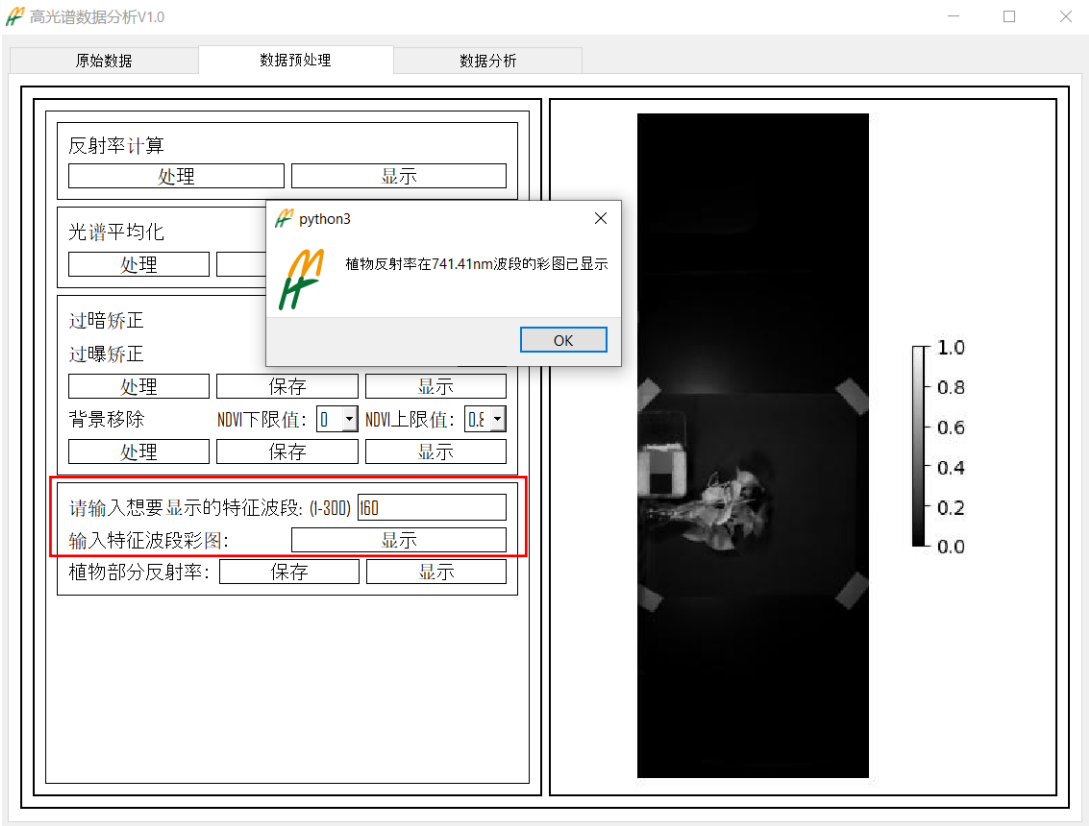 高光谱数据分析V1.0
原始数据 数据预处理 数据分析
反射率计算
处理 显示
光谱平均化
处理
python3
植物反射率在741.41nm波段的彩图已显示
OK
过暗矫正
过曝矫正
处理 保存 显示
背景移除 NDVI下限值: 0 NDVI上限值: 0.8
处理 保存 显示
请输入想要显示的特征波段: (1-300) 160
输入特征波段彩图: 显示
植物部分反射率: 保存 显示
1.0
0.8
0.6
0.4
0.2
0.0